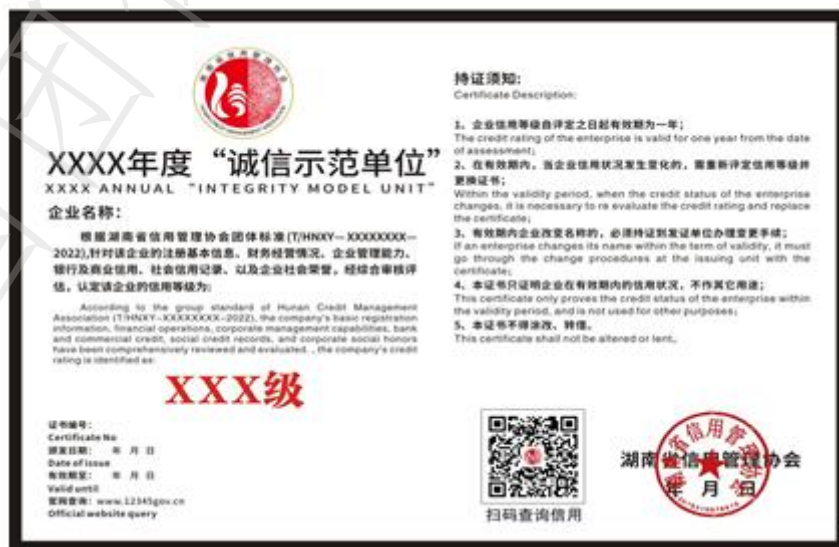 XXXX年度“诚信示范单位”
XXXX ANNUAL "INTEGRITY MODEL UNIT"
企业名称:
根据湖南省信用管理协会团体标准(T/HNXY—XXXXXXXX—
2022),针对该企业的注册基本信息、财务经营情况、企业管理能力、
银行及商业信用、社会信用记录、以及企业社会荣誉,经综合审核评
估,认定该企业的信用等级为:
According to the group standard of Hunan Credit Management
Association (T/HNXY-XXXXXXXX-2022), the company's basic registration
information, financial operations, corporate management capabilities, bank
and commercial credit, social credit records, and corporate social honors
have been comprehensively reviewed and evaluated. , the company's credit
rating is identified as:
XXX级
证书编号:
Certificate No
颁发日期: 年 月 日
Date of issue
有效期至: 年 月 日
Valid until
官网查询: www.12345gov.cn
Official website query
持证须知:
Certificate Description:
1、企业信用等级自评定之日起有效期为一年;
The credit rating of the enterprise is valid for one year from the date
of assessment;
2、在有效期内,当企业信用状况发生变化的,需重新评定信用等级并
更换证书;
Within the validity period, when the credit status of the enterprise
changes, it is necessary to re evaluate the credit rating and replace
the certificate;
3、有效期内企业改变名称的,必须持证到发证单位办理变更手续;
If an enterprise changes its name within the term of validity, it must
go through the change procedures at the issuing unit with the
certificate;
4、本证书只证明企业在有效期内的信用状况,不作其它用途;
This certificate only proves the credit status of the enterprise within
the validity period, and is not used for other purposes;
5、本证书不得涂改、转借。
This certificate shall not be altered or lent。
扫码查询信用
湖南省信用管理协会
年 月 日
湖南省信用管理协会